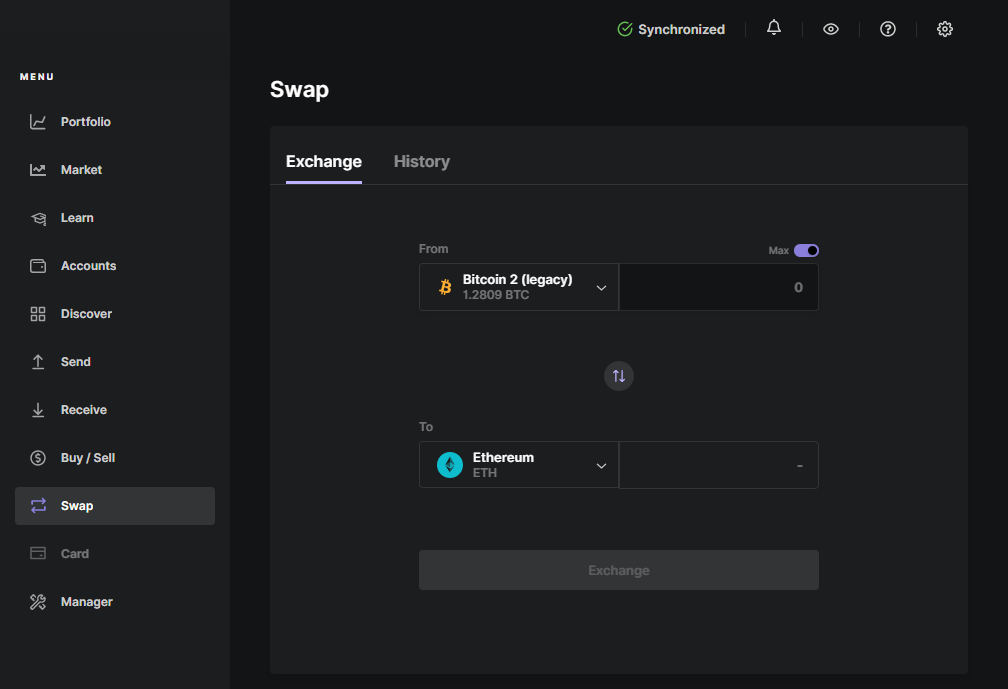 Synchronized
MENU
Portfolio
Market
Learn
Accounts
Discover
Send
Receive
Buy / Sell
Swap
Card
Manager
Swap
Exchange
History
From
Max
Bitcoin 2 (legacy)
1.2809 BTC
0
To
Ethereum
ETH
-
Exchange